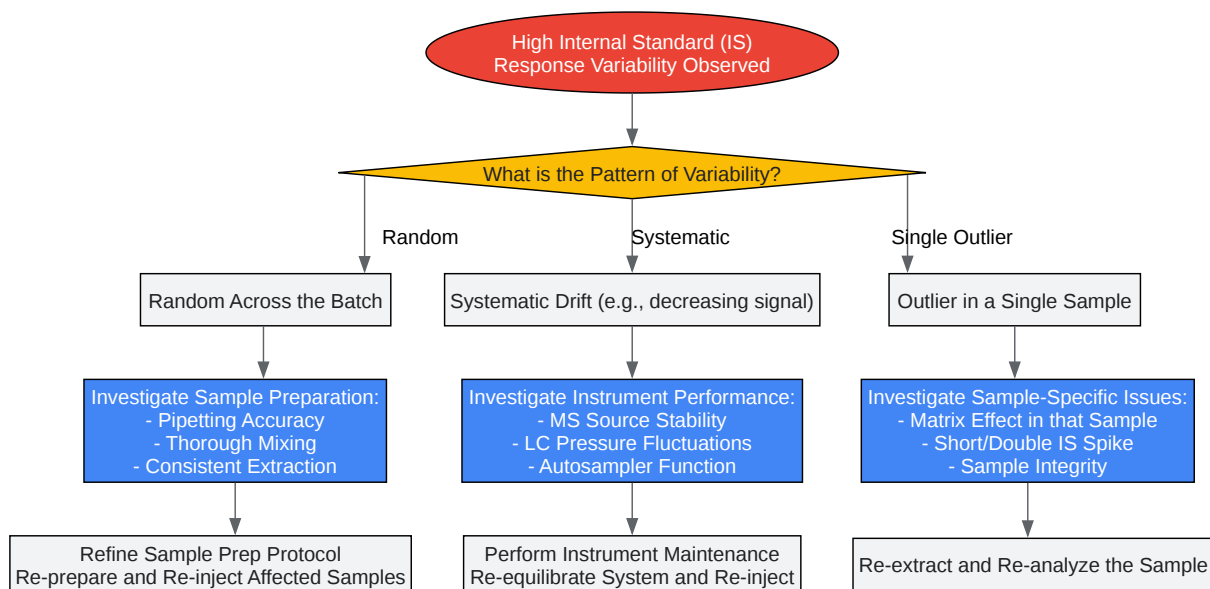 High Internal Standard (IS)
Response Variability Observed
What is the Pattern of Variability?
Random
Systematic
Single Outlier
Random Across the Batch
Systematic Drift (e.g., decreasing signal)
Outlier in a Single Sample
Investigate Sample Preparation:
- Pipetting Accuracy
- Thorough Mixing
- Consistent Extraction
Investigate Instrument Performance:
- MS Source Stability
- LC Pressure Fluctuations
- Autosampler Function
Investigate Sample-Specific Issues:
- Matrix Effect in that Sample
- Short/Double IS Spike
- Sample Integrity
Refine Sample Prep Protocol
Re-prepare and Re-inject Affected Samples
Perform Instrument Maintenance
Re-equilibrate System and Re-inject
Re-extract and Re-analyze the Sample